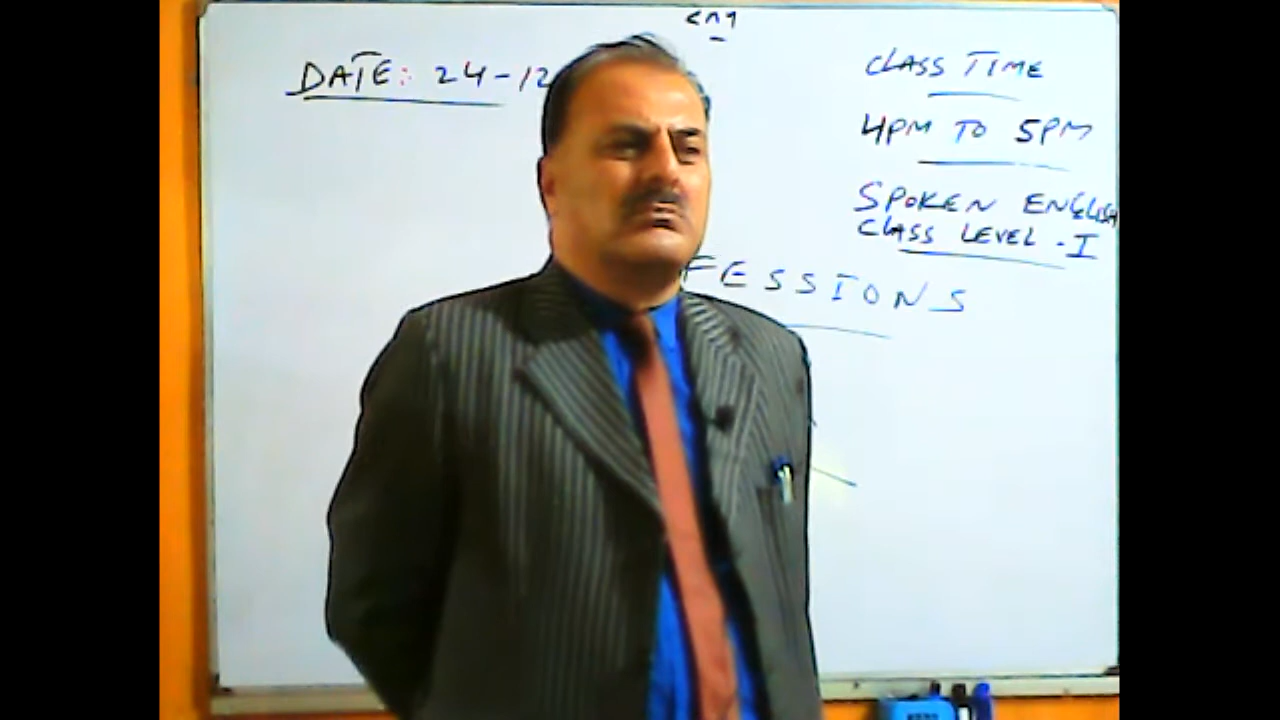 DATE: 24-12
CLASS TIME
4PM TO 5PM
SPOKEN ENGLISH
CLASS LEVEL - I
FESSIONS